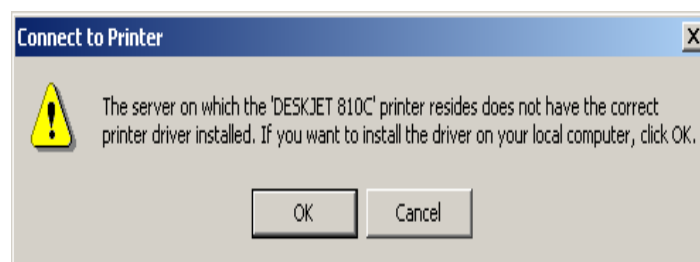 Connect to Printer
The server on which the 'DESKJET 810C' printer resides does not have the correct
printer driver installed. If you want to install the driver on your local computer, click OK.
OK
Cancel